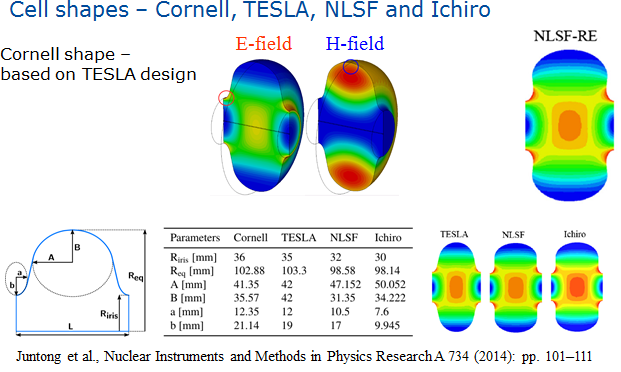 Cell shapes – Cornell, TESLA, NLSF and Ichiro
Cornell shape –
based on TESLA design
E-field
H-field
NLSF-RE
A
B
a
b
Req
Riris
L
Parameters Cornell TESLA NLSF Ichiro
Riris [mm] 36 35 32 30
Req [mm] 102.88 103.3 98.58 98.14
A [mm] 41.35 42 47.152 50.052
B [mm] 35.57 42 31.35 34.222
a [mm] 12.35 12 10.5 7.6
b [mm] 21.14 19 17 9.945
TESLA NLSF Ichiro
Juntong et al., Nuclear Instruments and Methods in Physics Research A 734 (2014): pp. 101–111